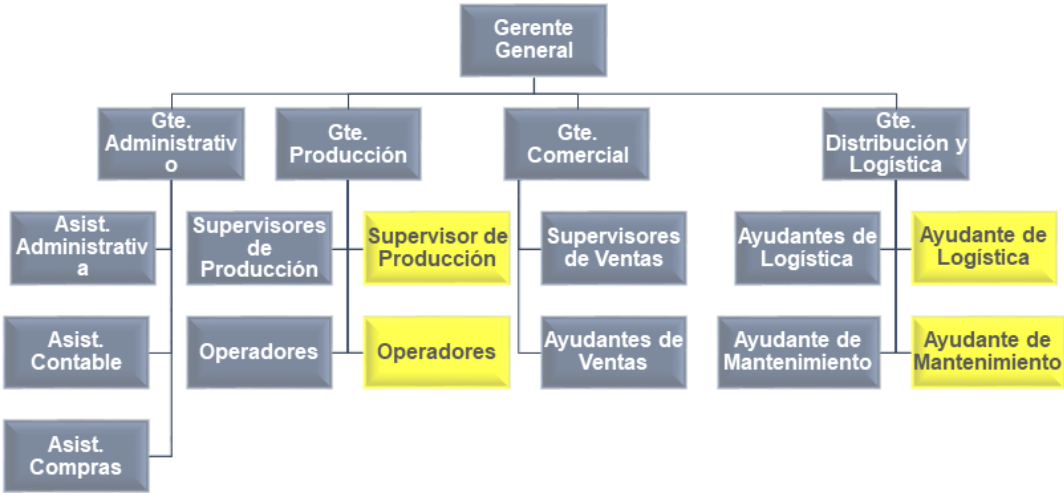 Gerente
General
Gte.
Administrativ
o
Gte.
Producción
Gte.
Comercial
Gte.
Distribución y
Logística
Asist.
Administrativ
a
Supervisores
de
Producción
Supervisor de
Producción
Supervisores
de Ventas
Ayudantes de
Logística
Ayudante de
Logística
Asist.
Contable
Operadores
Operadores
Ayudantes de
Ventas
Ayudante de
Mantenimiento
Ayudante de
Mantenimiento
Asist.
Compras